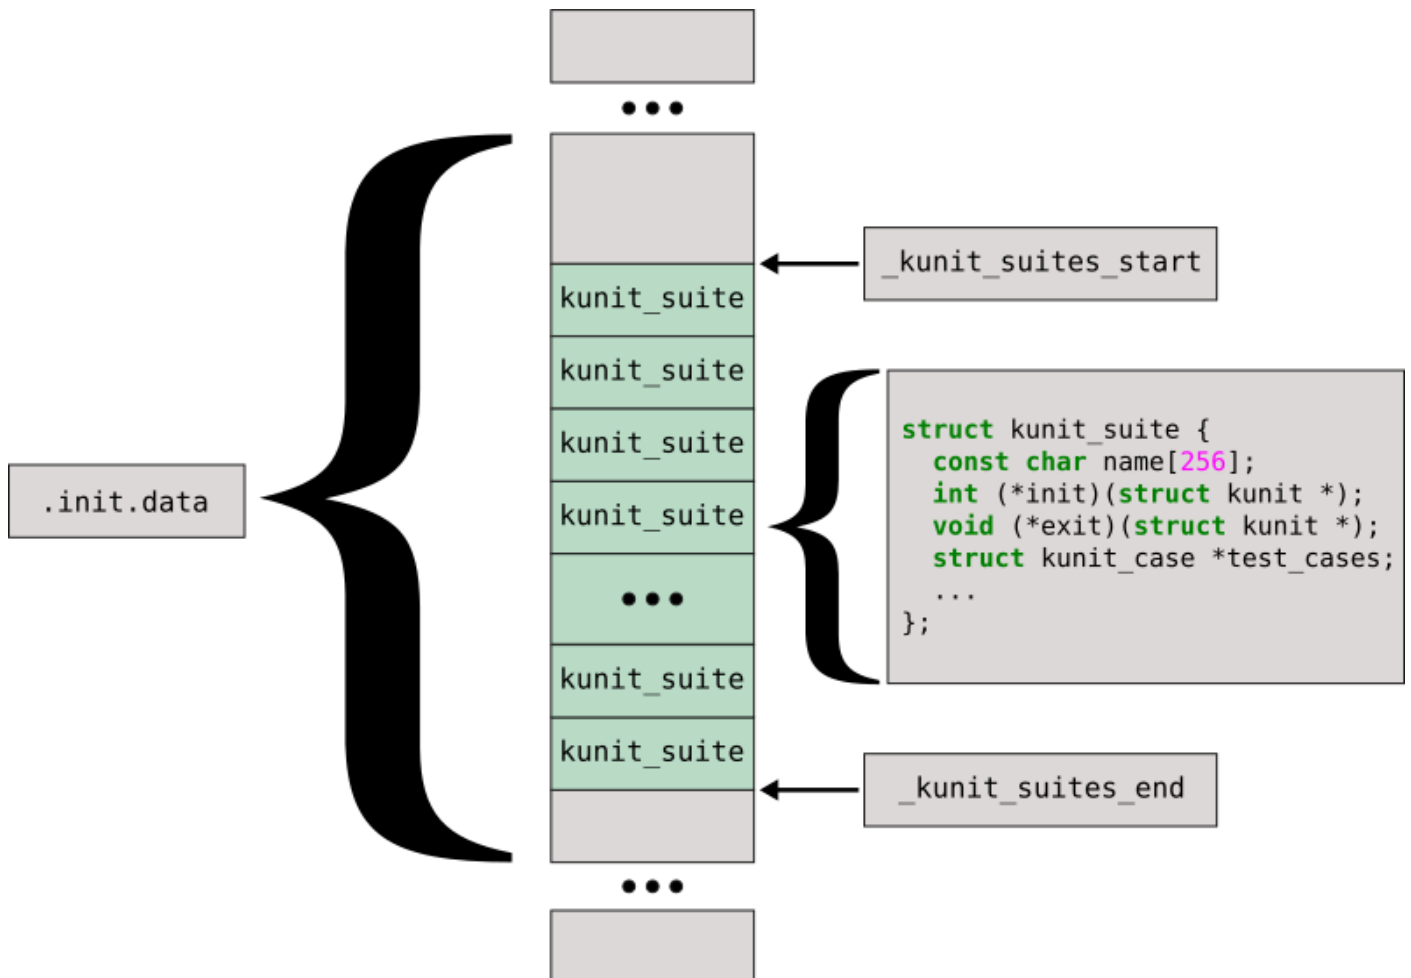 _kunit_suites_start
kunit_suite
kunit_suite
kunit_suite
kunit_suite
kunit_suite
kunit_suite
.init.data
struct kunit_suite {
  const char name[256];
  int (*init)(struct kunit *);
  void (*exit)(struct kunit *);
  struct kunit_case *test_cases;
  ...
};
_kunit_suites_end